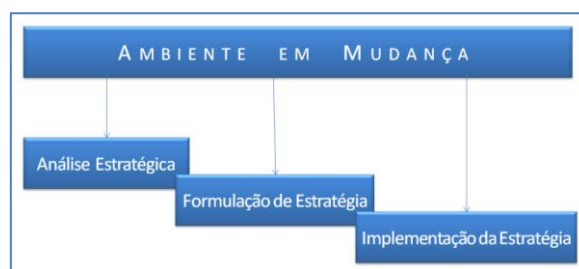 AMBIENTE EM MUDANÇA
Análise Estratégica
Formulação de Estratégia
Implementação da Estratégia